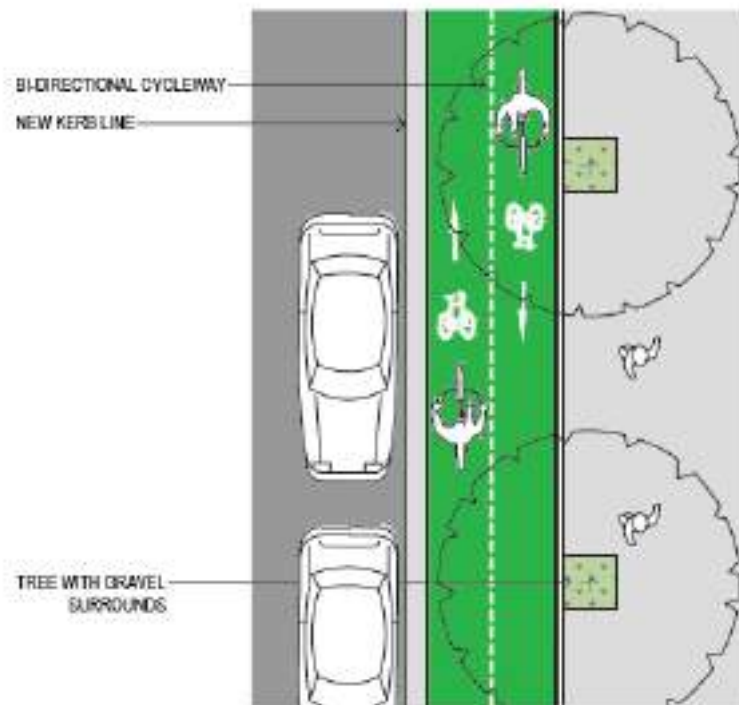 BI-DIRECTIONAL CYCLEWAY
NEW KERB LINE
TREE WITH GRAVEL
SURROUNDS